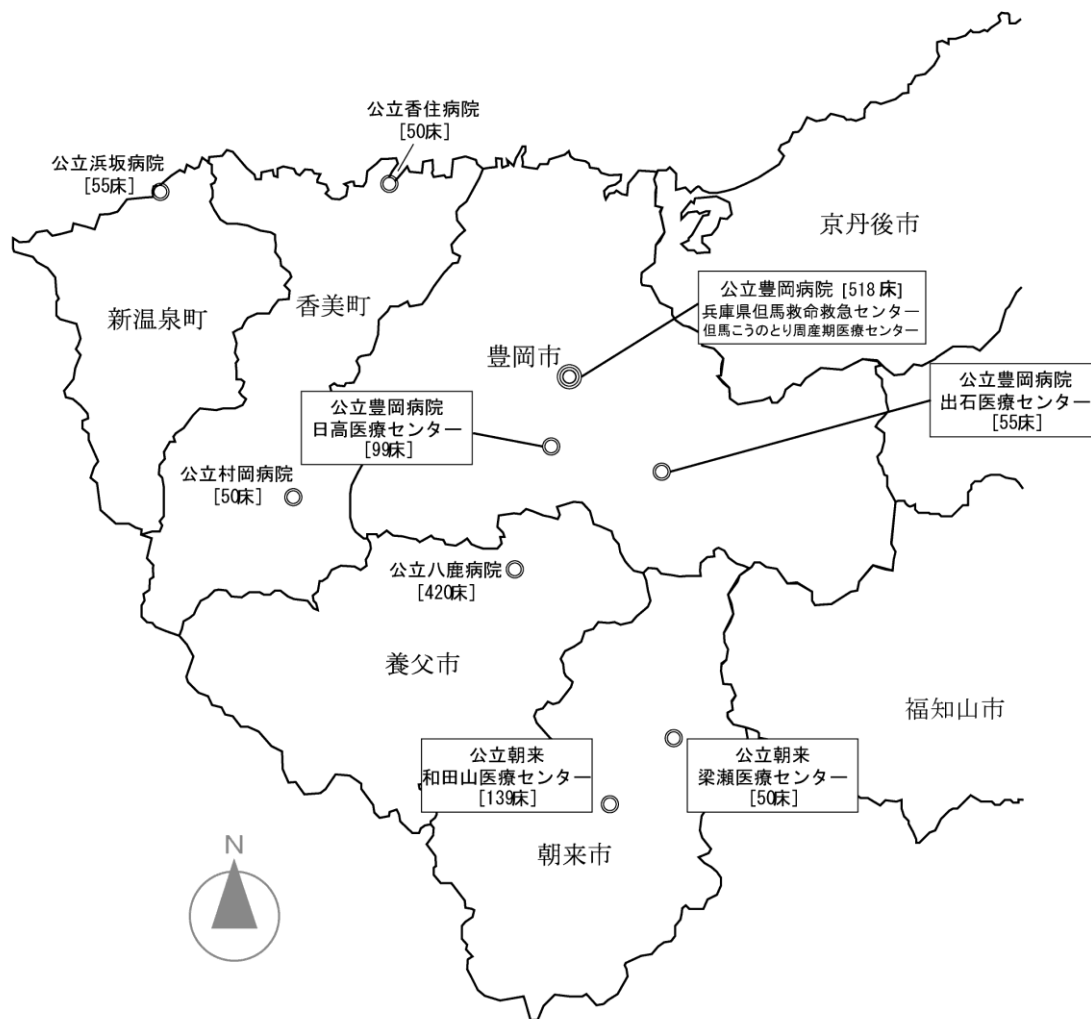 公立香住病院
[50床]
公立浜坂病院
[55床]
京丹後市
香美町
新温泉町
公立豊岡病院 [518床]
兵庫県但馬救命救急センター
但馬こうのとり周産期医療センター
豊岡市
公立豊岡病院
出石医療センター
[55床]
公立豊岡病院
日高医療センター
[99床]
公立村岡病院
[50床]
公立八鹿病院
[420床]
養父市
福知山市
公立朝来
和田山医療センター
[139床]
公立朝来
梁瀬医療センター
[50床]
朝来市
N